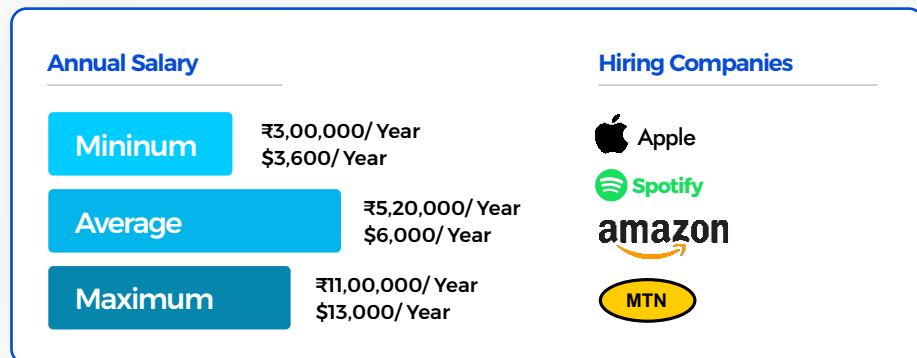 Annual Salary
Mininum
₹3,00,000/ Year
$3,600/ Year
Average
₹5,20,000/ Year
$6,000/ Year
Maximum
₹11,00,000/ Year
$13,000/ Year
Hiring Companies
Apple
Spotify
amazon
MTN